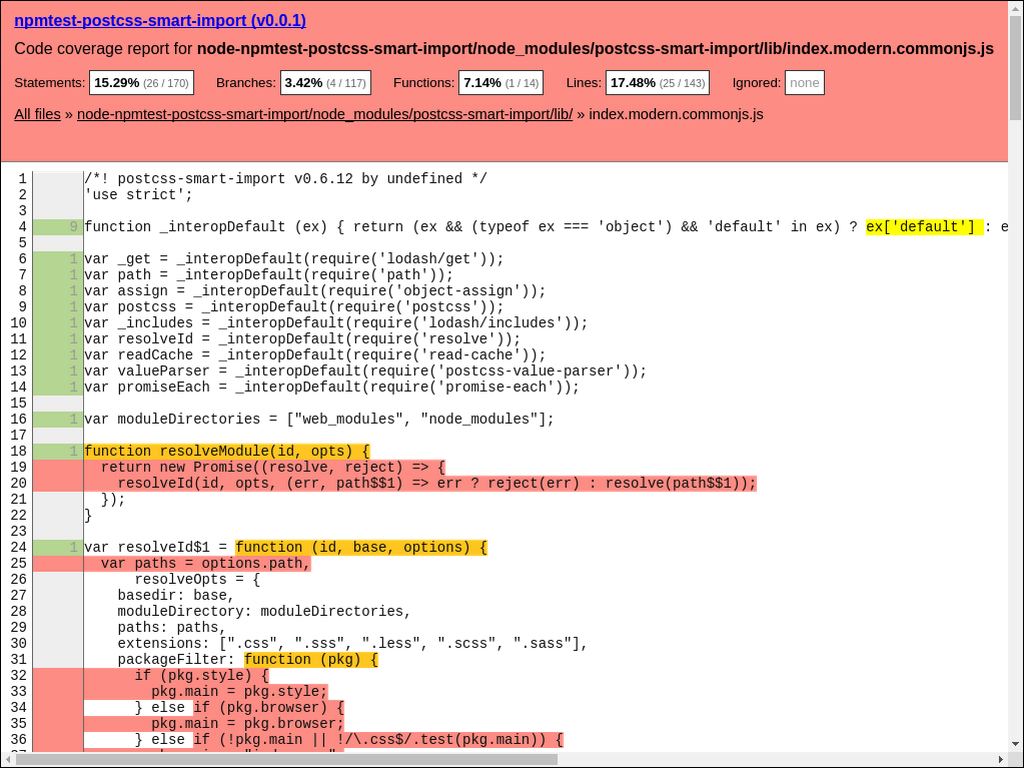 npmtest-postcss-smart-import (v0.0.1)
Code coverage report for node-npmtest-postcss-smart-import/node_modules/postcss-smart-import/lib/index.modern.commonjs.js
Statements: 15.29% (26 / 170) Branches: 3.42% (4 / 117) Functions: 7.14% (1 / 14) Lines: 17.48% (25 / 143) Ignored: none
All files » node-npmtest-postcss-smart-import/node_modules/postcss-smart-import/lib/ » index.modern.commonjs.js
1 /*! postcss-smart-import v0.6.12 by undefined */
2 'use strict';
3
4 9 function _interopDefault (ex) { return (ex && (typeof ex === 'object') && 'default' in ex) ? ex['default'] : e
5
6 1 var _get = _interopDefault(require('lodash/get'));
7 1 var path = _interopDefault(require('path'));
8 1 var assign = _interopDefault(require('object-assign'));
9 1 var postcss = _interopDefault(require('postcss'));
10 1 var _includes = _interopDefault(require('lodash/includes'));
11 1 var resolveId = _interopDefault(require('resolve'));
12 1 var readCache = _interopDefault(require('read-cache'));
13 1 var valueParser = _interopDefault(require('postcss-value-parser'));
14 1 var promiseEach = _interopDefault(require('promise-each'));
15
16 1 var moduleDirectories = ["web_modules", "node_modules"];
17
18 1 function resolveModule(id, opts) {
19 return new Promise((resolve, reject) => {
20 resolveId(id, opts, (err, path$$1) => err ? reject(err) : resolve(path$$1));
21 });
22 }
23
24 1 var resolveId$1 = function (id, base, options) {
25 var paths = options.path,
26 resolveOpts = {
27 basedir: base,
28 moduleDirectory: moduleDirectories,
29 paths: paths,
30 extensions: [".css", ".sss", ".less", ".scss", ".sass"],
31 packageFilter: function (pkg) {
32 if (pkg.style) {
33 pkg.main = pkg.style;
34 } else if (pkg.browser) {
35 pkg.main = pkg.browser;
36 } else if (!pkg.main || !/\.css$/.test(pkg.main)) {